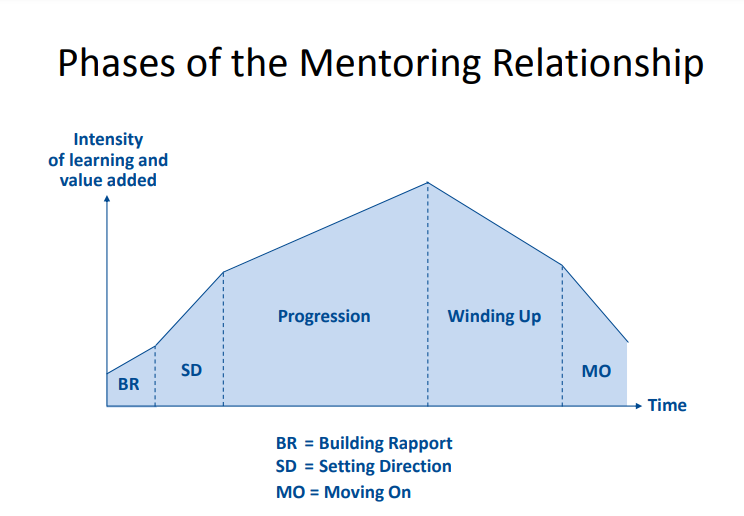 Phases of the Mentoring Relationship
Intensity
of learning and
value added
Progression
Winding Up
SD
MO
BR
Time
BR = Building Rapport
SD = Setting Direction
MO = Moving On